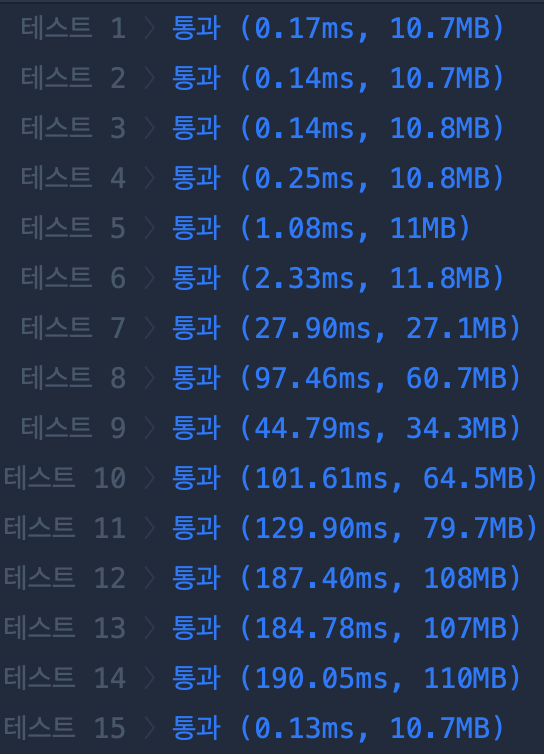 테스트 1 〉 통과 (0.17ms, 10.7MB)
테스트 2 〉 통과 (0.14ms, 10.7MB)
테스트 3 〉 통과 (0.14ms, 10.8MB)
테스트 4 〉 통과 (0.25ms, 10.8MB)
테스트 5 〉 통과 (1.08ms, 11MB)
테스트 6 〉 통과 (2.33ms, 11.8MB)
테스트 7 〉 통과 (27.90ms, 27.1MB)
테스트 8 〉 통과 (97.46ms, 60.7MB)
테스트 9 〉 통과 (44.79ms, 34.3MB)
테스트 10 〉 통과 (101.61ms, 64.5MB)
테스트 11 〉 통과 (129.90ms, 79.7MB)
테스트 12 〉 통과 (187.40ms, 108MB)
테스트 13 〉 통과 (184.78ms, 107MB)
테스트 14 〉 통과 (190.05ms, 110MB)
테스트 15 〉 통과 (0.13ms, 10.7MB)